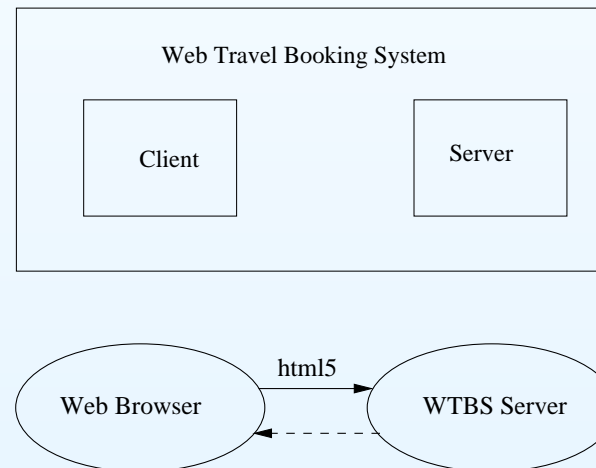 Web Travel Booking System
Client
Server
html5
Web Browser
WTBS Server